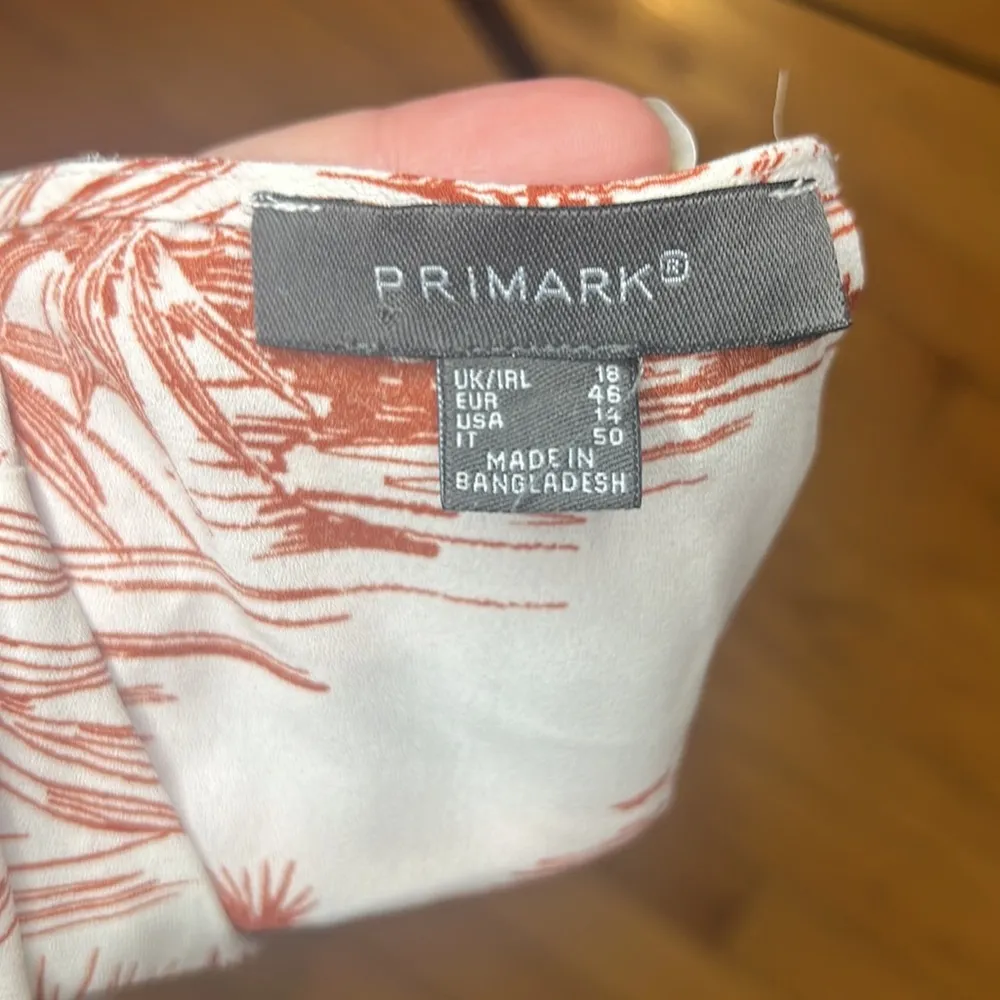 PRIMARK®
UK/IRL 18
EUR 46
USA 14
IT 50
MADE IN
BANGLADESH